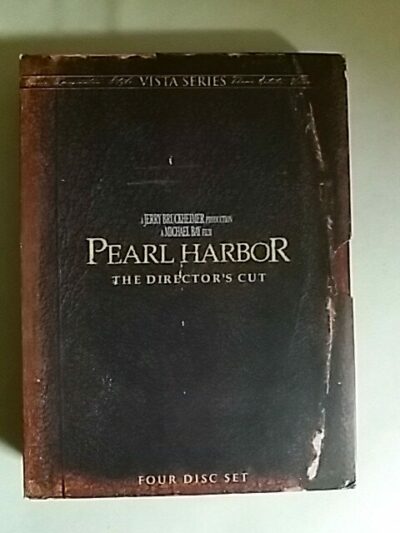 VISTA SERIES
A JERRY BRUCKHEIMER PRODUCTION
A MICHAEL BAY FILM
PEARL HARBOR
THE DIRECTOR'S CUT
FOUR DISC SET